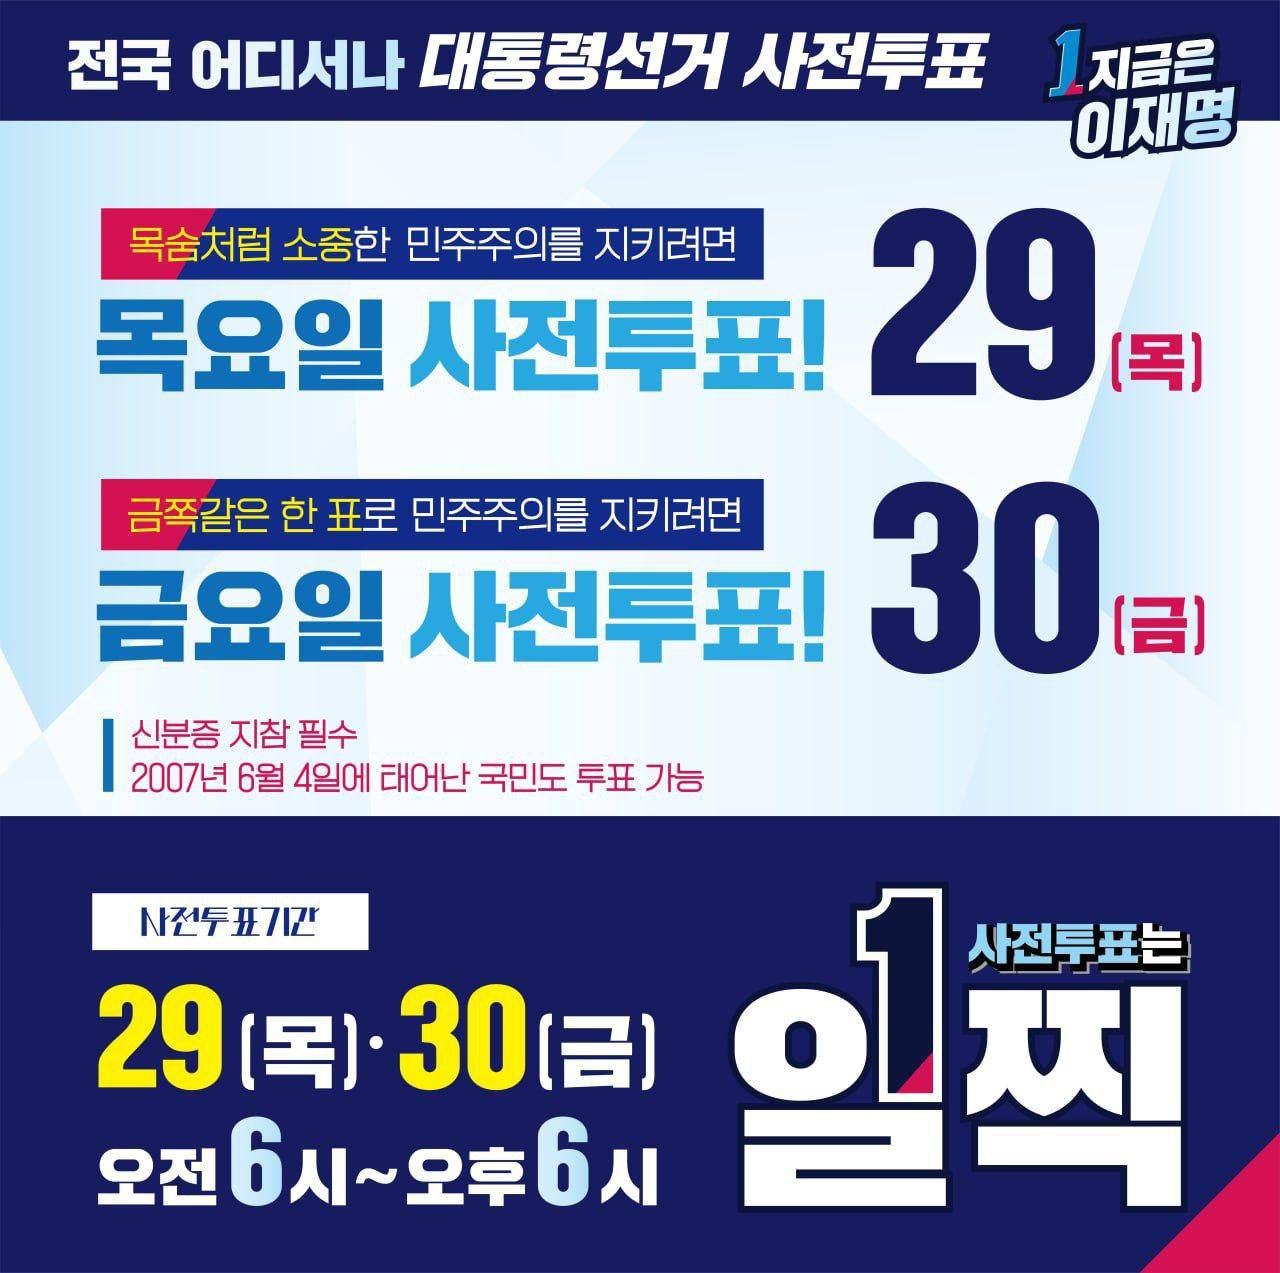 전국 어디서나 대통령선거 사전투표
1 지금은
이재명
목숨처럼 소중한 민주주의를 지키려면
목요일 사전투표! 29(목)
금쪽같은 한 표로 민주주의를 지키려면
금요일 사전투표! 30(금)
신분증 지참 필수
2007년 6월 4일에 태어난 국민도 투표 가능
사전투표기간
29(목)·30(금)
오전6시~오후6시
사전투표는
일1찍